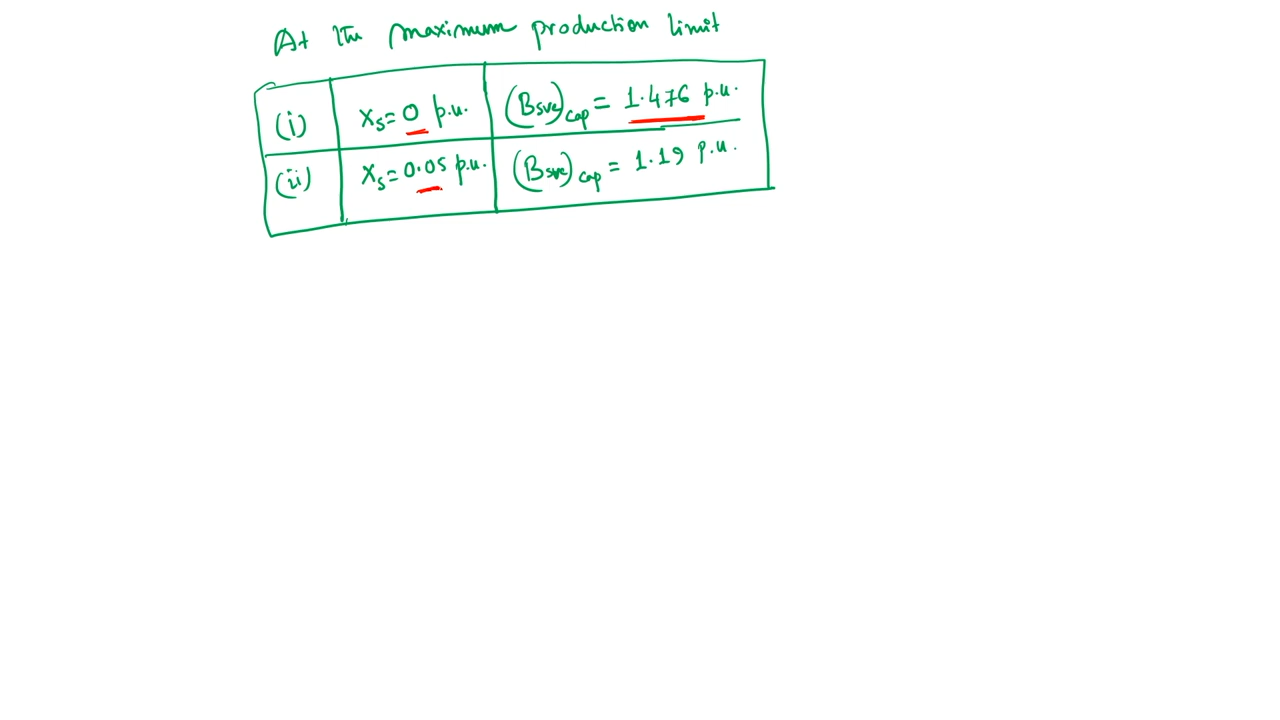 At the maximum production limit
(i) Xs = 0 p.u. (Bsvc)cap = 1.476 p.u.
(ii) Xs = 0.05 p.u. (Bsvc)cap = 1.19 p.u.